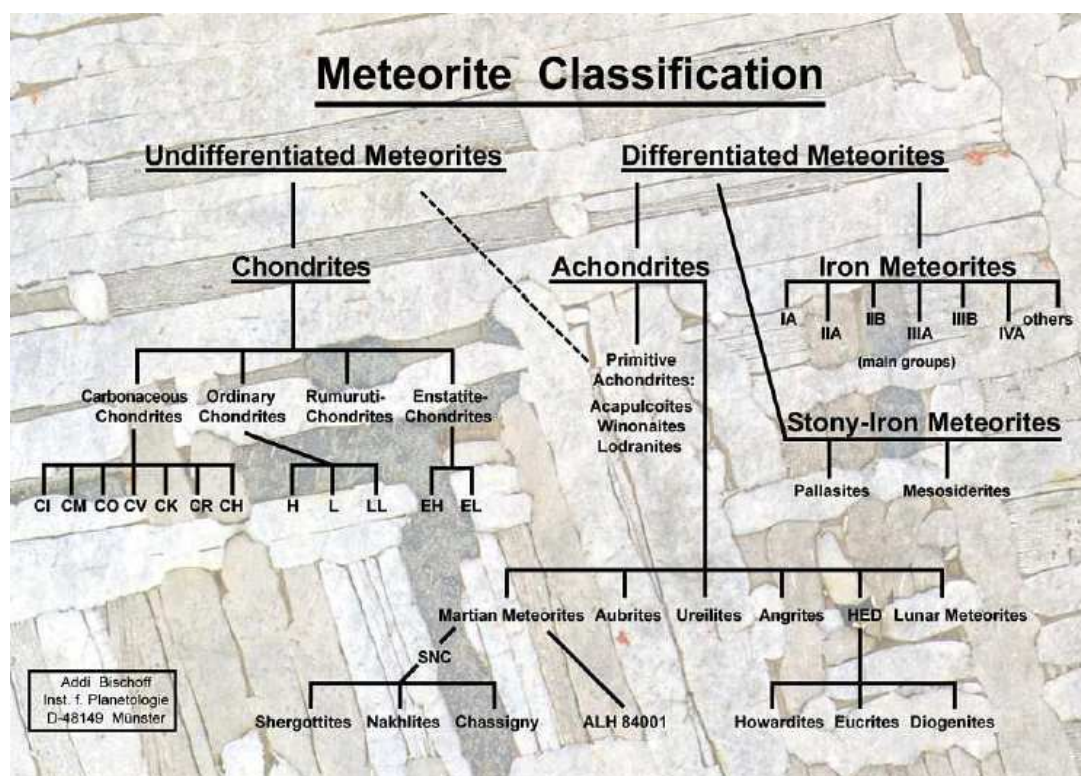 Meteorite Classification
Undifferentiated Meteorites
Differentiated Meteorites
Chondrites
Achondrites
Iron Meteorites
IA
IIA
IIB
IIIA
IIIB
IVA
others
(main groups)
Primitive
Achondrites:
Acapulcoites
Winonaites
Lodranites
Carbonaceous
Chondrites
Ordinary
Chondrites
Rumuruti-
Chondrites
Enstatite-
Chondrites
Stony-Iron Meteorites
CI CM CO CV CK CR CH
H L LL
EH EL
Pallasites
Mesosiderites
Martian Meteorites
Aubrites
Ureilites
Angrites
HED
Lunar Meteorites
SNC
Shergottites
Nakhlites
Chassigny
ALH 84001
Howardites
Eucrites
Diogenites
Addi Bischoff
Inst. f. Planetologie
D-48149 Münster